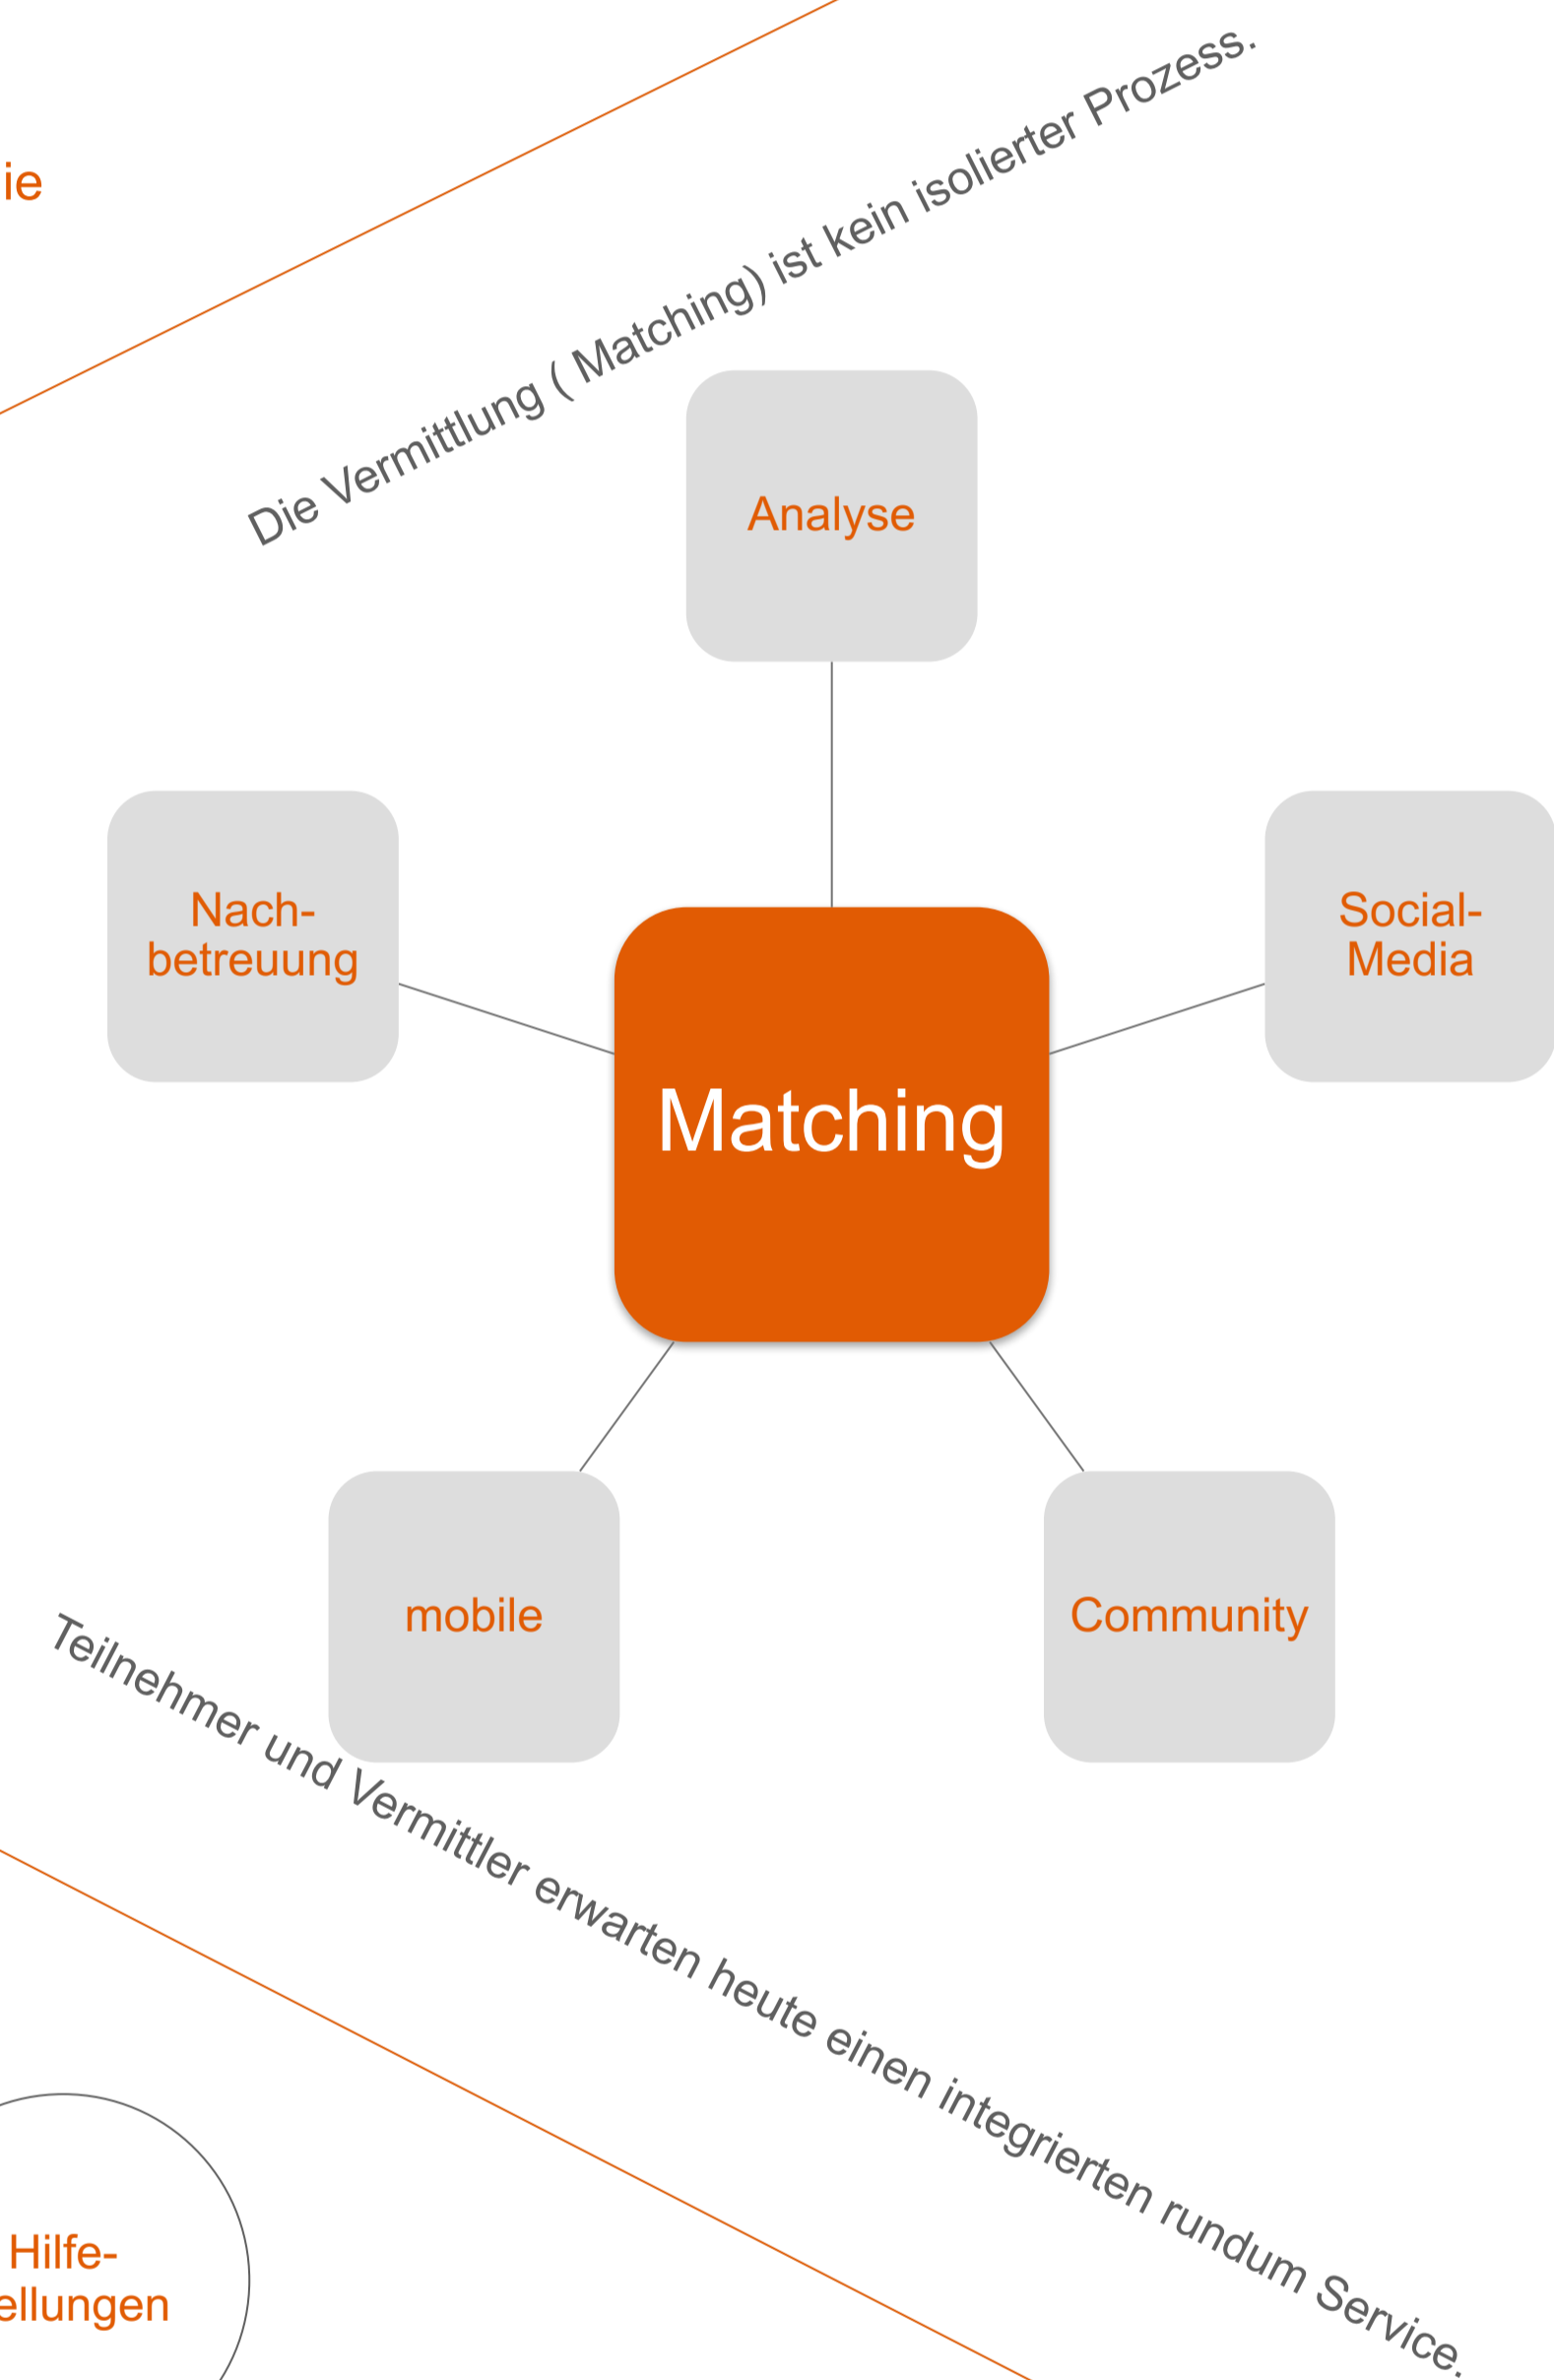 ie
Die Vermittlung ( Matching) ist kein isolierter Prozess.
Analyse
Nach-
betreuung
Social-
Media
Matching
mobile
Community
Teilnehmer und Vermittler erwarten heute einen integrierten rundum Service.
Hilfe-
ellungen